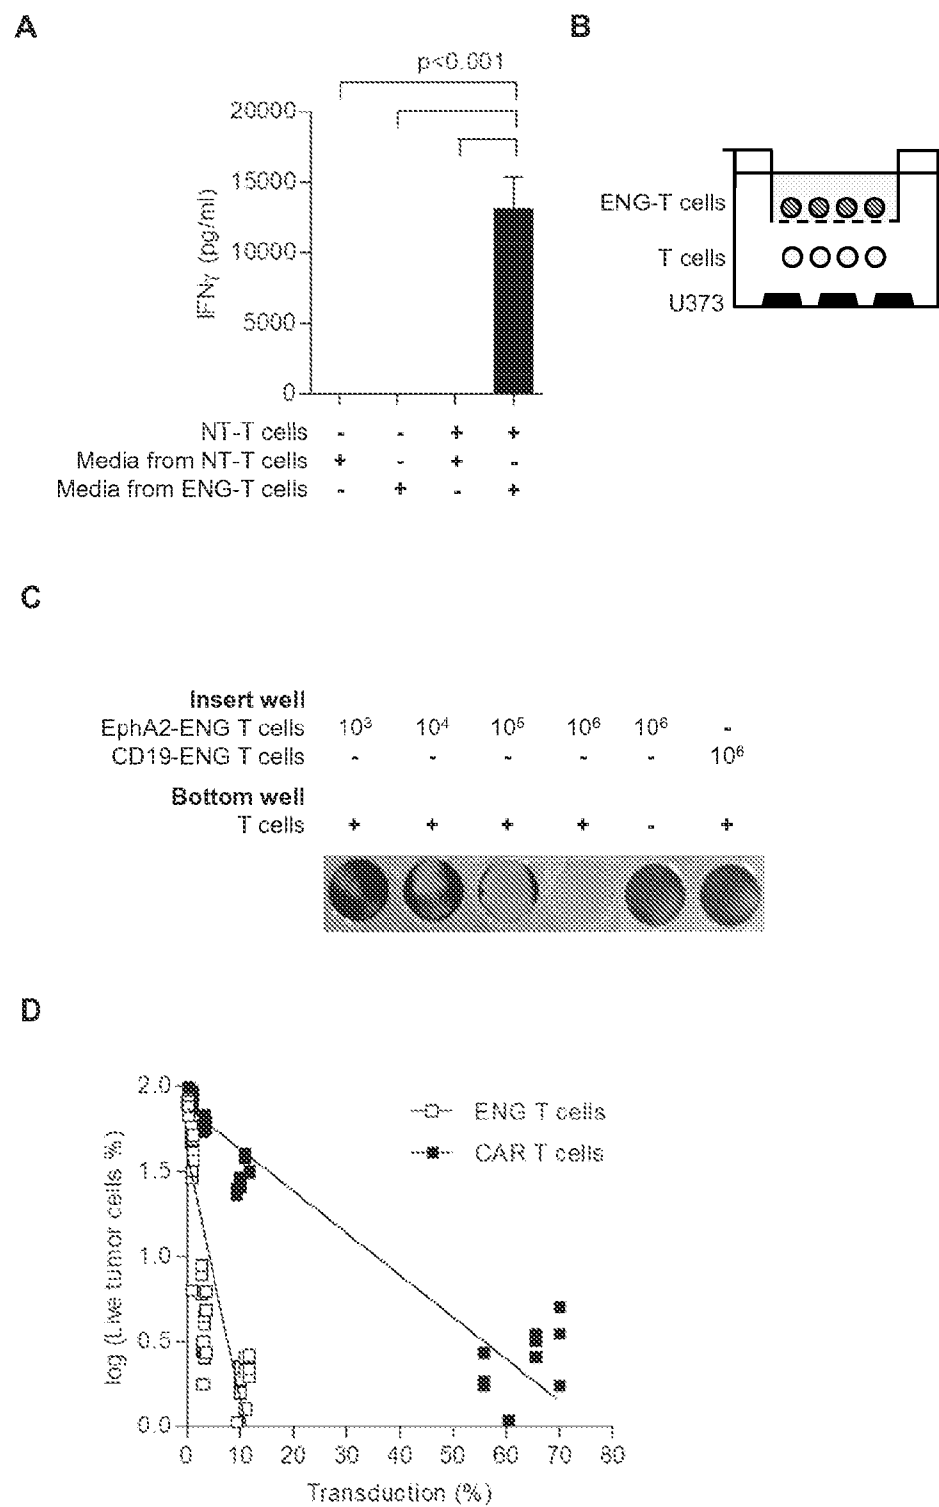 A
B
p<0.001
20000
15000
10000
5000
0
IFNγ (pg/ml)
NT-T cells - - + +
Media from NT-T cells + - + -
Media from ENG-T cells - + - +
ENG-T cells
T cells
U373
C
Insert well
EphA2-ENG T cells 10³ 10⁴ 10⁵ 10⁶ 10⁶ -
CD19-ENG T cells - - - - - 10⁶
Bottom well
T cells + + + + - +
D
2.0
1.5
1.0
0.5
0.0
log (Live tumor cells %)
ENG T cells
CAR T cells
0 10 20 30 40 50 60 70 80
Transduction (%)